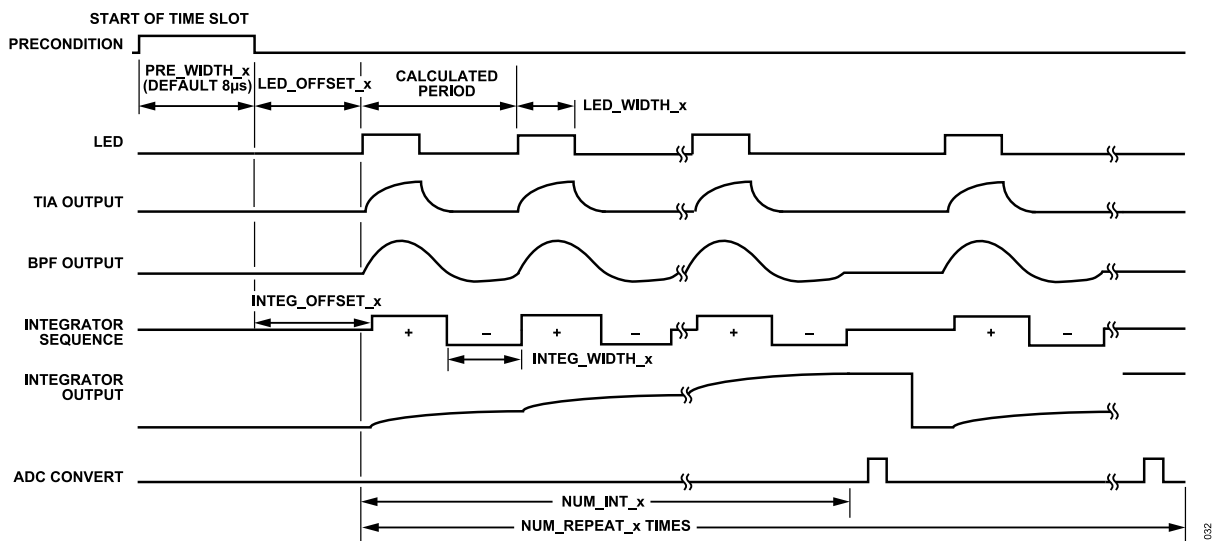 START OF TIME SLOT
PRECONDITION
PRE_WIDTH_x
(DEFAULT 8µs)
LED_OFFSET_x
CALCULATED
PERIOD
LED_WIDTH_x
LED
TIA OUTPUT
BPF OUTPUT
INTEG_OFFSET_x
INTEGRATOR
SEQUENCE
+ – + – + – + –
INTEG_WIDTH_x
INTEGRATOR
OUTPUT
ADC CONVERT
NUM_INT_x
NUM_REPEAT_x TIMES
032